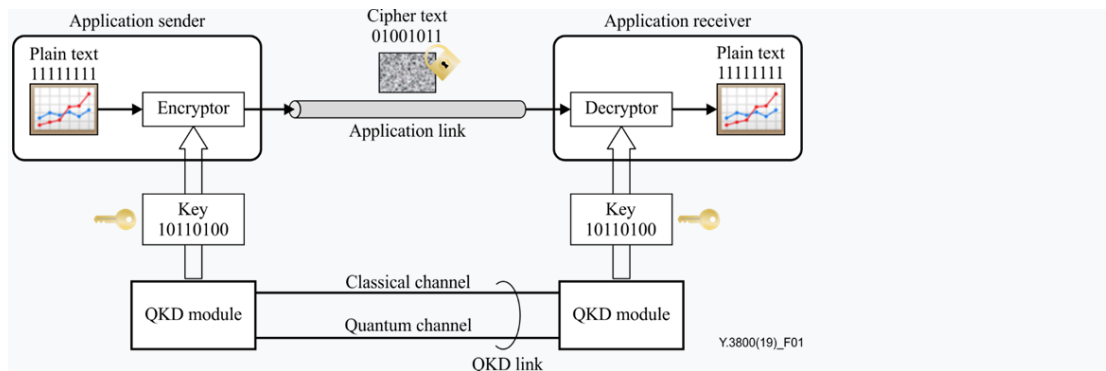 Application sender
Cipher text
01001011
Application receiver
Plain text
11111111
Encryptor
Application link
Decryptor
Plain text
11111111
Key
10110100
Key
10110100
QKD module
Classical channel
Quantum channel
QKD link
QKD module
Y.3800(19)_F01